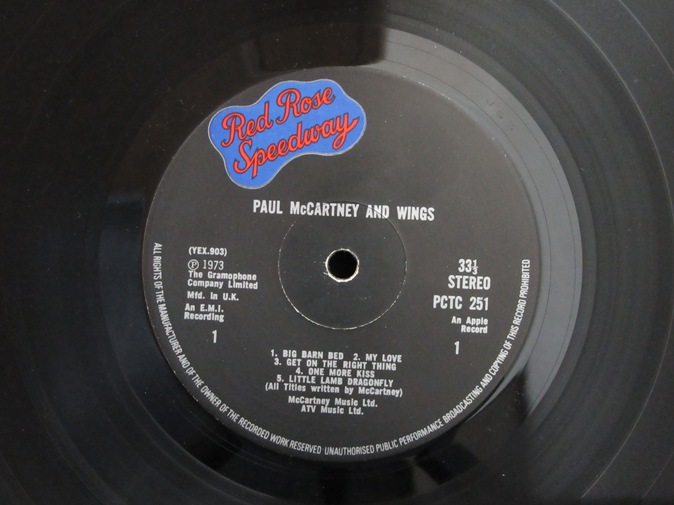 Red Rose
Speedway
PAUL McCARTNEY AND WINGS
(YEX.903)
Ⓟ 1973
The Gramophone
Company Limited
Mfd. In U.K.
An E.M.I.
Recording
1
33⅓
STEREO
PCTC 251
An Apple
Record
1
1. BIG BARN BED 2. MY LOVE
3. GET ON THE RIGHT THING
4. ONE MORE KISS
5. LITTLE LAMB DRAGONFLY
(All Titles written by McCartney)
McCartney Music Ltd.
ATV Music Ltd.
ALL RIGHTS OF THE MANUFACTURER AND OF THE OWNER OF THE RECORDED WORK RESERVED UNAUTHORISED PUBLIC PERFORMANCE BROADCASTING AND COPYING OF THIS RECORD PROHIBITED